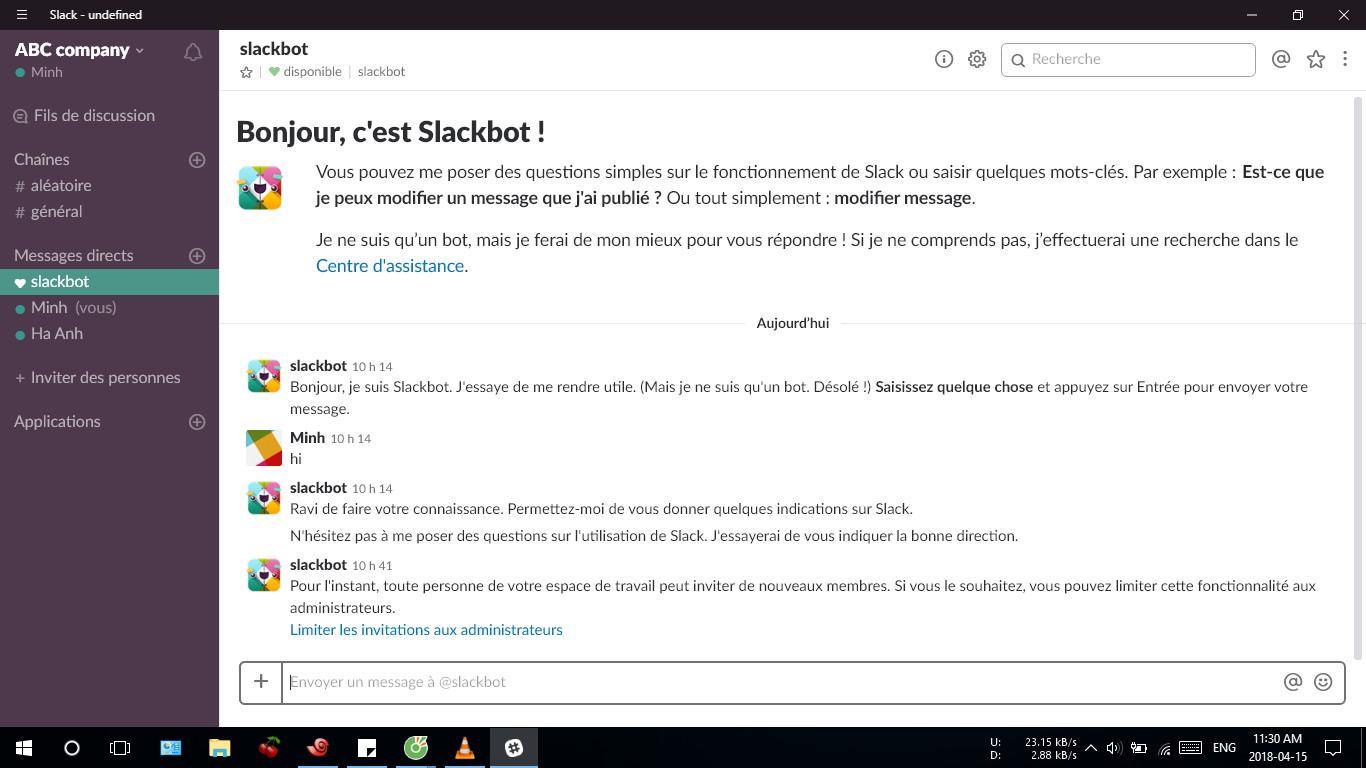 Slack - undefined
ABC company
Minh
Fils de discussion
Chaînes
# aléatoire
# général
Messages directs
slackbot
Minh (vous)
Ha Anh
+ Inviter des personnes
Applications
slackbot
disponible | slackbot
Recherche
Bonjour, c'est Slackbot !
Vous pouvez me poser des questions simples sur le fonctionnement de Slack ou saisir quelques mots-clés. Par exemple : Est-ce que
je peux modifier un message que j'ai publié ? Ou tout simplement : modifier message.
Je ne suis qu’un bot, mais je ferai de mon mieux pour vous répondre ! Si je ne comprends pas, j’effectuerai une recherche dans le
Centre d'assistance.
Aujourd’hui
slackbot 10 h 14
Bonjour, je suis Slackbot. J'essaye de me rendre utile. (Mais je ne suis qu'un bot. Désolé !) Saisissez quelque chose et appuyez sur Entrée pour envoyer votre
message.
Minh 10 h 14
hi
slackbot 10 h 14
Ravi de faire votre connaissance. Permettez-moi de vous donner quelques indications sur Slack.
N'hésitez pas à me poser des questions sur l'utilisation de Slack. J'essayerai de vous indiquer la bonne direction.
slackbot 10 h 41
Pour l'instant, toute personne de votre espace de travail peut inviter de nouveaux membres. Si vous le souhaitez, vous pouvez limiter cette fonctionnalité aux
administrateurs.
Limiter les invitations aux administrateurs
Envoyer un message à @slackbot
U: 23.15 kB/s
D: 2.88 kB/s
ENG
11:30 AM
2018-04-15